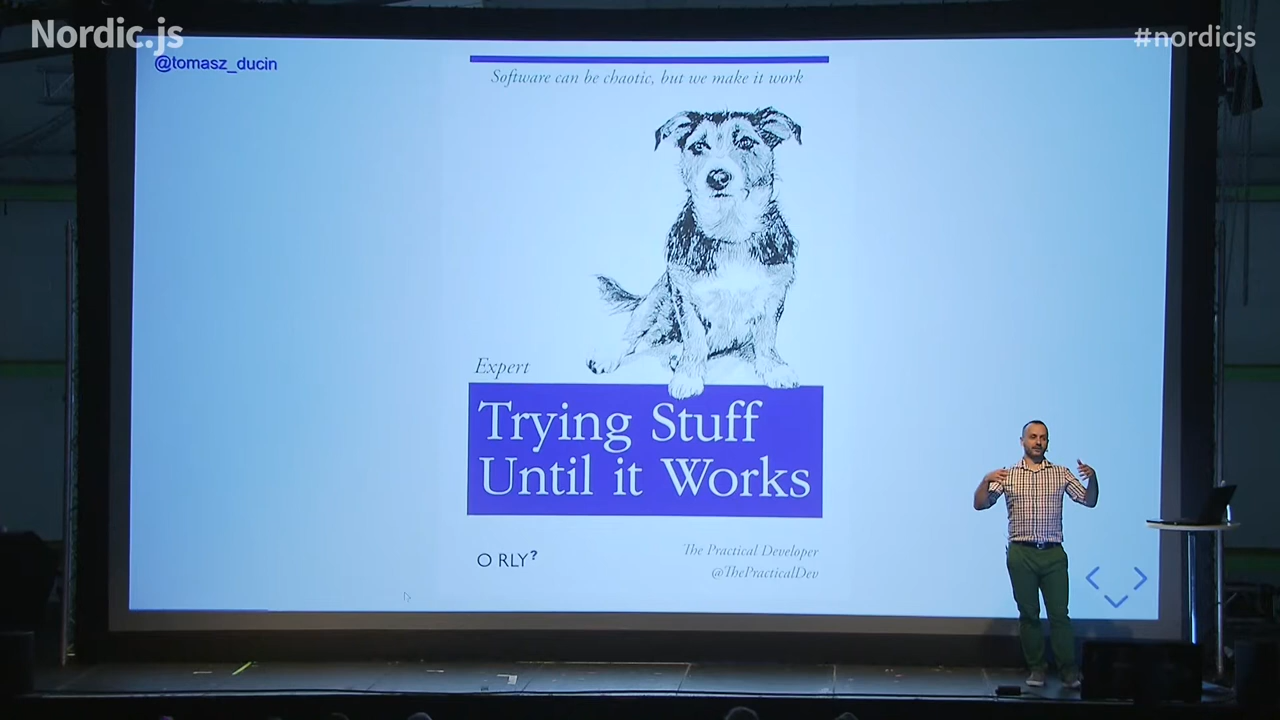 Nordic.js
#nordicjs
@tomasz_ducin
Software can be chaotic, but we make it work
Expert
Trying Stuff
Until it Works
O RLY?
The Practical Developer
@ThePracticalDev